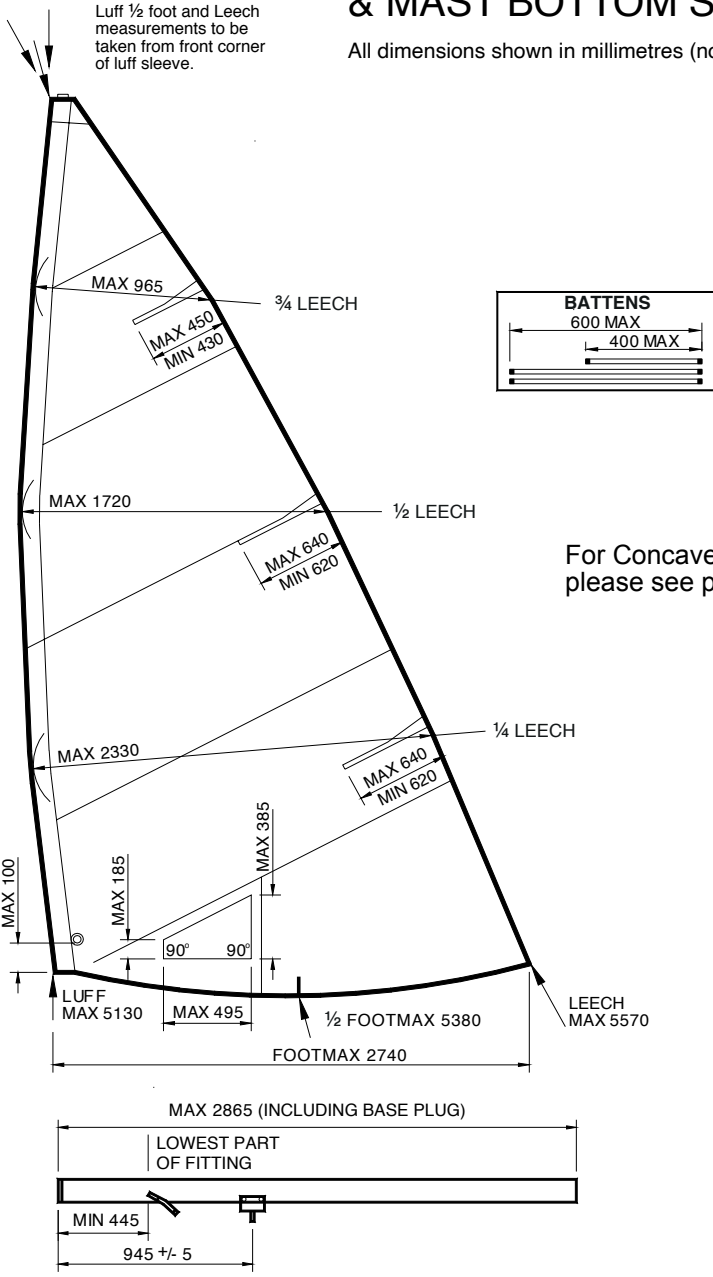 & MAST BOTTOM S
Luff ½ foot and Leech
measurements to be
taken from front corner
of luff sleeve.
All dimensions shown in millimetres (no
MAX 965
¾ LEECH
MAX 450
MIN 430
BATTENS
600 MAX
400 MAX
MAX 1720
½ LEECH
MAX 640
MIN 620
For Concave
please see p
MAX 2330
¼ LEECH
MAX 640
MIN 620
MAX 100
MAX 185
MAX 385
90°
90°
LUFF
MAX 5130
MAX 495
½ FOOTMAX 5380
LEECH
MAX 5570
FOOTMAX 2740
MAX 2865 (INCLUDING BASE PLUG)
LOWEST PART
OF FITTING
MIN 445
945 +/- 5